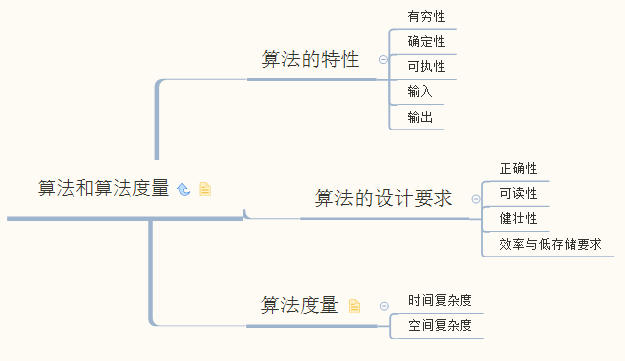 算法和算法度量
算法的特性
有穷性
确定性
可执性
输入
输出
算法的设计要求
正确性
可读性
健壮性
效率与低存储要求
算法度量
时间复杂度
空间复杂度